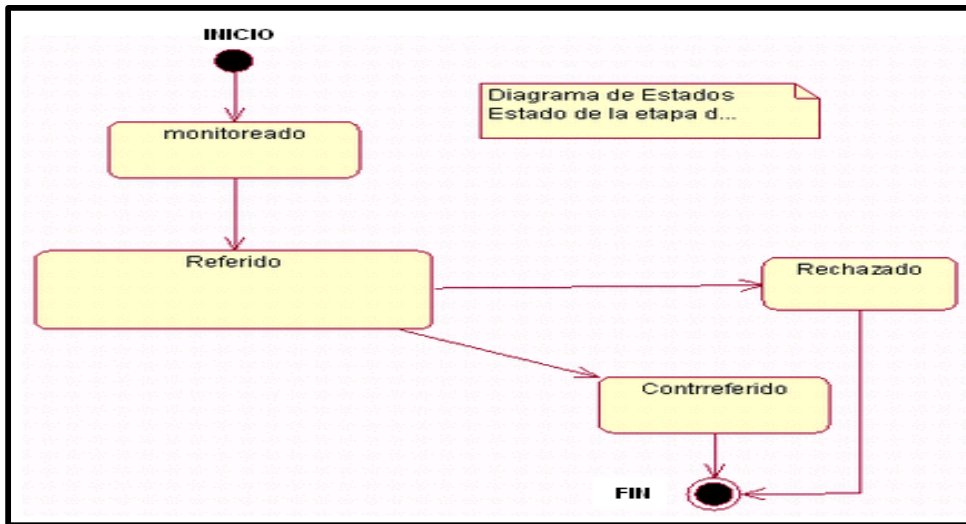 INICIO
Diagrama de Estados
Estado de la etapa d...
monitoreado
Referido
Rechazado
Contrreferido
FIN